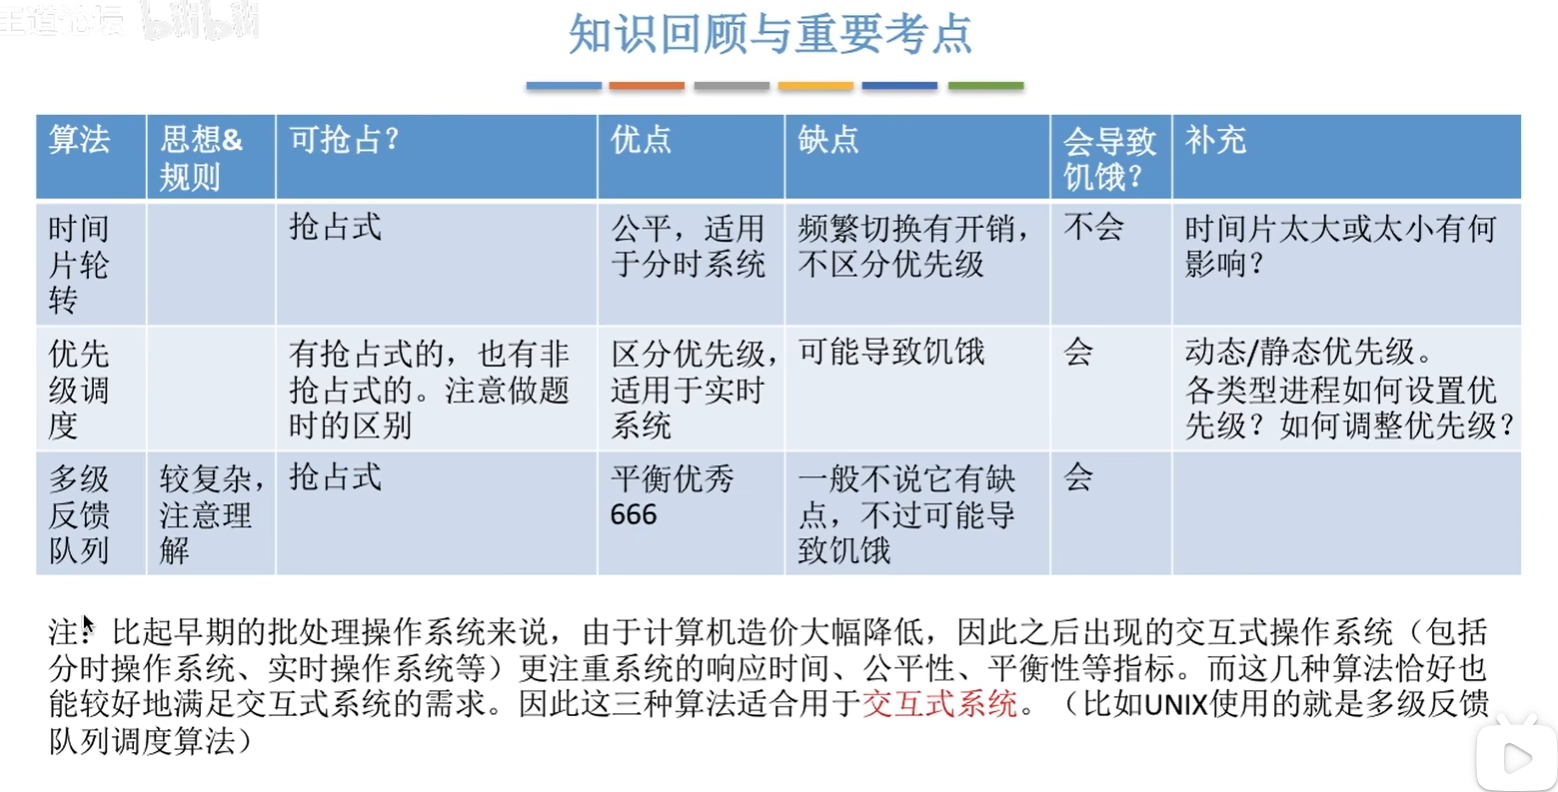 王道论坛 bilibili
知识回顾与重要考点
算法
思想&
规则
可抢占？
优点
缺点
会导致
饥饿？
补充
时间
片轮
转
抢占式
公平，适用
于分时系统
频繁切换有开销，
不区分优先级
不会
时间片太大或太小有何
影响？
优先
级调
度
有抢占式的，也有非
抢占式的。注意做题
时的区别
区分优先级，
适用于实时
系统
可能导致饥饿
会
动态/静态优先级。
各类型进程如何设置优
先级？如何调整优先级？
多级
反馈
队列
较复杂，
注意理
解
抢占式
平衡优秀
666
一般不说它有缺
点，不过可能导
致饥饿
会
注：比起早期的批处理操作系统来说，由于计算机造价大幅降低，因此之后出现的交互式操作系统（包括
分时操作系统、实时操作系统等）更注重系统的响应时间、公平性、平衡性等指标。而这几种算法恰好也
能较好地满足交互式系统的需求。因此这三种算法适合用于交互式系统。（比如UNIX使用的就是多级反馈
队列调度算法）